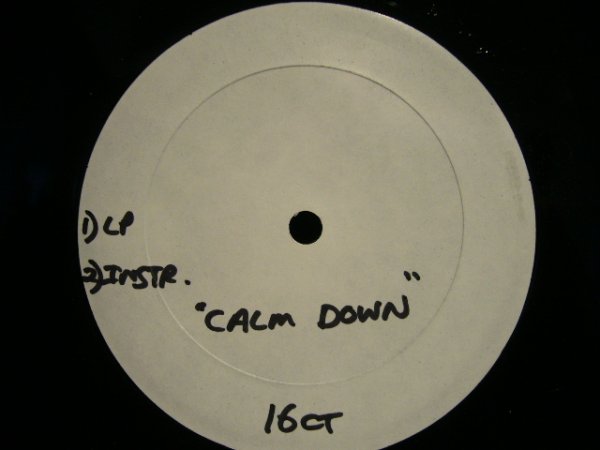 1) LP
2) INSTR.
"CALM DOWN"
16CT